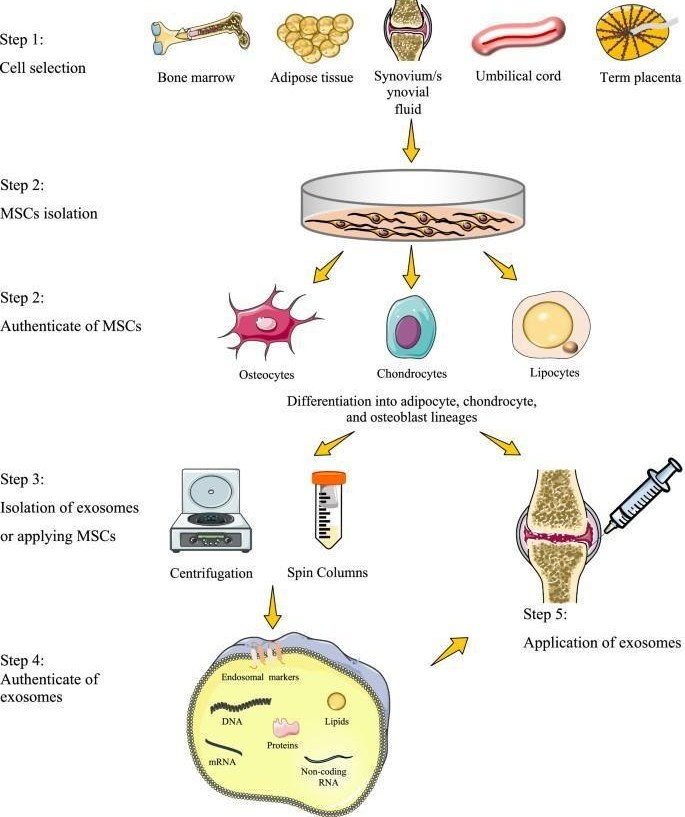 Step 1:
Cell selection
Bone marrow
Adipose tissue
Synovium/s
ynovial
fluid
Umbilical cord
Term placenta
Step 2:
MSCs isolation
Step 2:
Authenticate of MSCs
Osteocytes
Chondrocytes
Lipocytes
Differentiation into adipocyte, chondrocyte,
and osteoblast lineages
Step 3:
Isolation of exosomes
or applying MSCs
Centrifugation
Spin Columns
Step 5:
Application of exosomes
Step 4:
Authenticate of
exosomes
Endosomal markers
DNA
Lipids
Proteins
mRNA
Non-coding
RNA